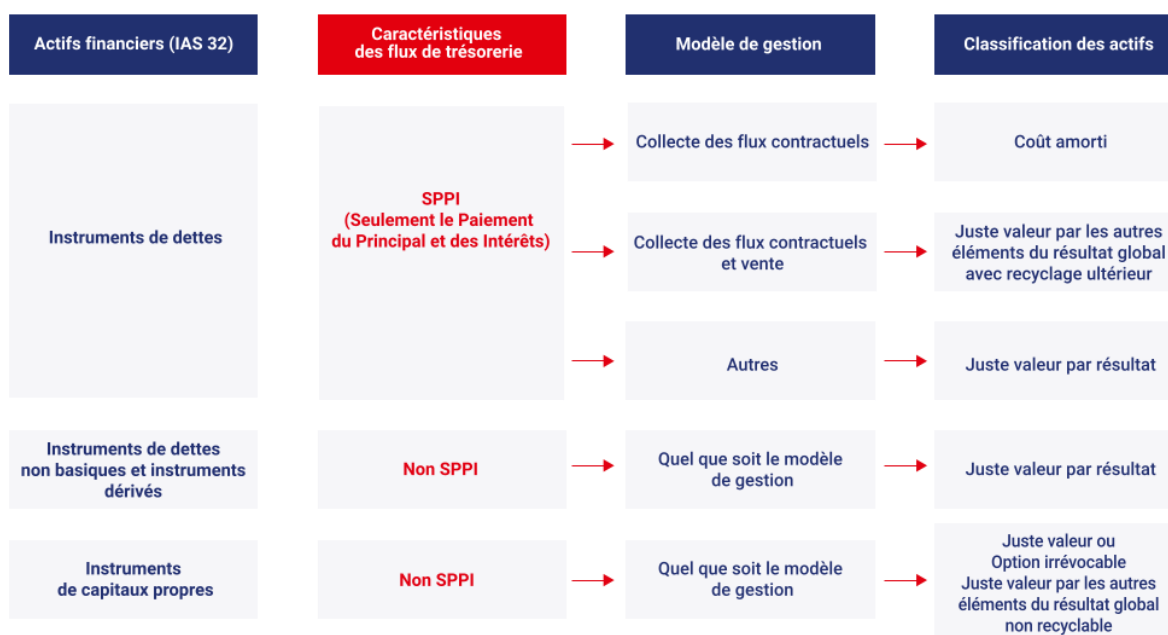 Actifs financiers (IAS 32)
Caractéristiques
des flux de trésorerie
Modèle de gestion
Classification des actifs
Instruments de dettes
SPPI
(Seulement le Paiement
du Principal et des Intérêts)
Collecte des flux contractuels
Coût amorti
Collecte des flux contractuels
et vente
Juste valeur par les autres
éléments du résultat global
avec recyclage ultérieur
Autres
Juste valeur par résultat
Instruments de dettes
non basiques et instruments
dérivés
Non SPPI
Quel que soit le modèle
de gestion
Juste valeur par résultat
Instruments
de capitaux propres
Non SPPI
Quel que soit le modèle
de gestion
Juste valeur ou
Option irrévocable
Juste valeur par les autres
éléments du résultat global
non recyclable